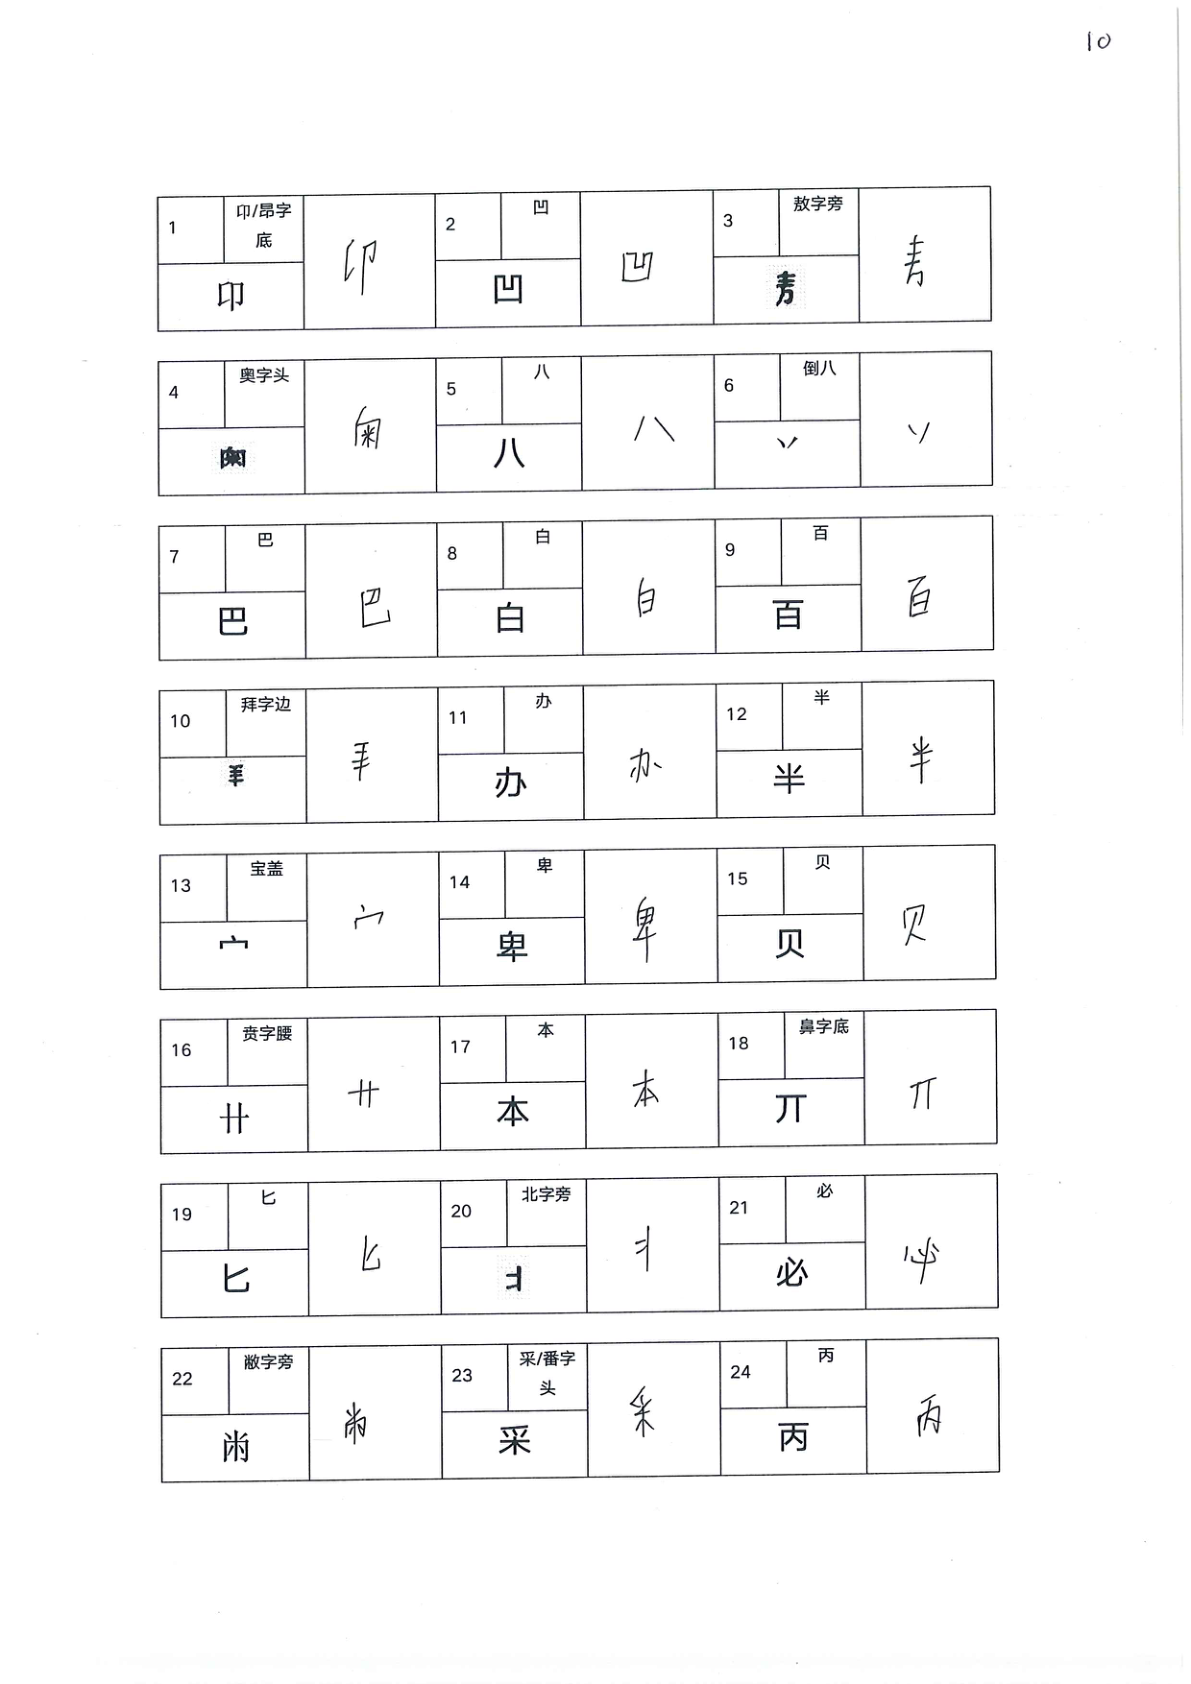 10
1 卬/昂字底 卬 卬 2 凹 凹 凹 3 敖字旁
4 奥字头 5 八 八 八 6 倒八 丷 丷
7 巴 巴 巴 8 白 白 白 9 百 百 百
10 拜字边 11 办 办 办 12 半 半 半
13 宝盖 宀 宀 14 卑 卑 卑 15 贝 贝 贝
16 贲字腰 卄 卄 17 本 本 本 18 鼻字底 丌 丌
19 匕 匕 匕 20 北字旁 21 必 必 必
22 敝字旁 㡀 㡀 23 采/番字头 采 采 24 丙 丙 丙